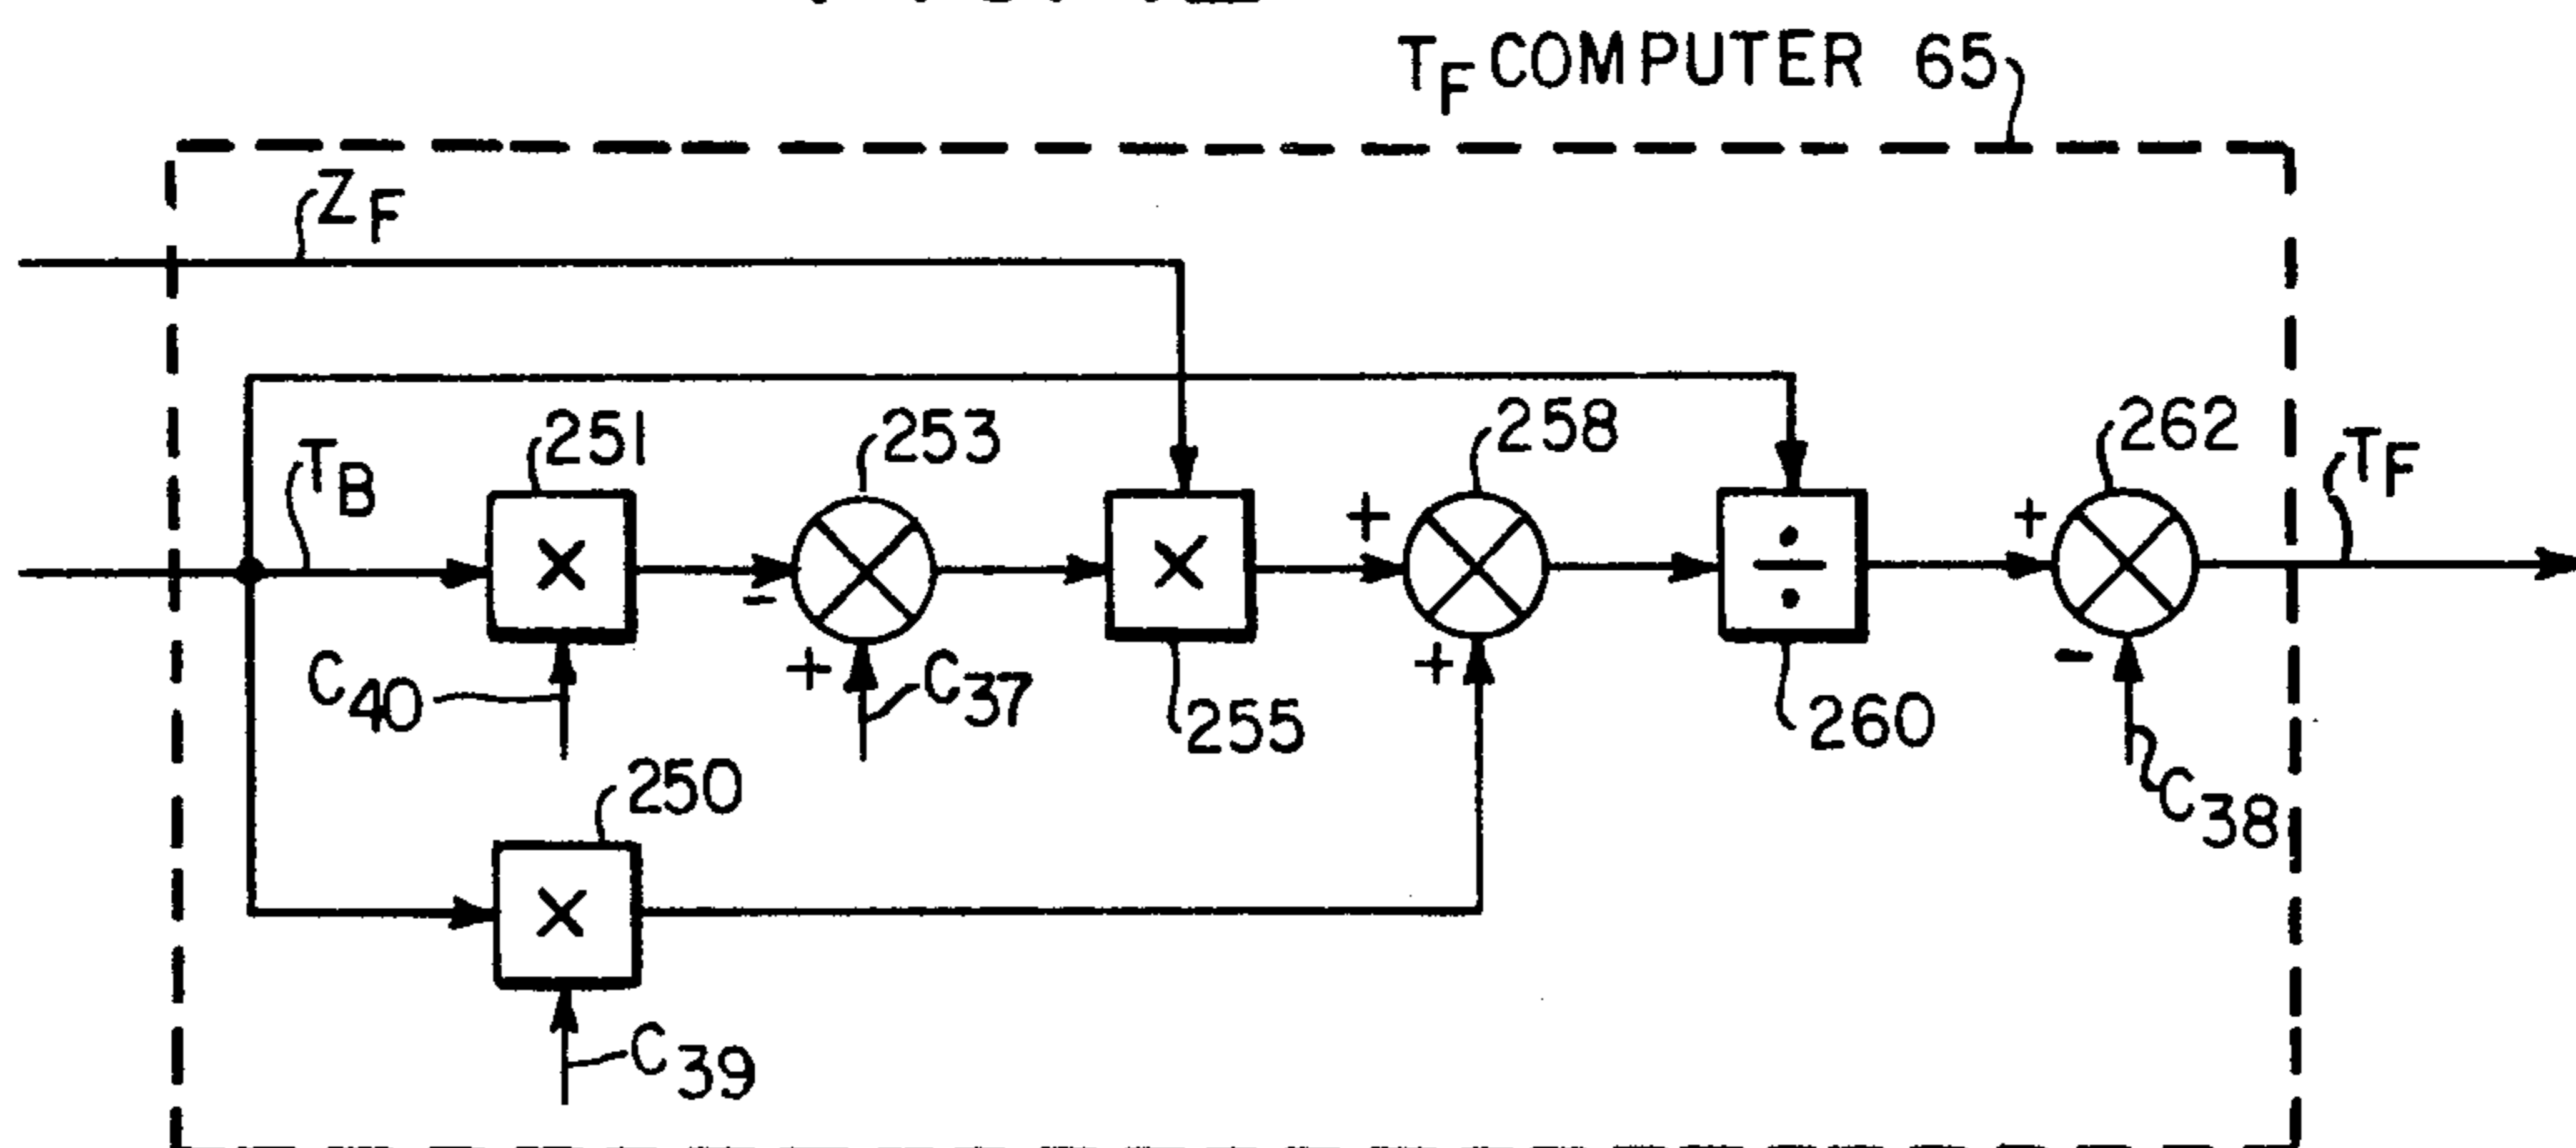 TF COMPUTER 65
ZF
251
253
258
262
TB
TF
×
×
÷
+
+
-
+
+
-
C40
C37
255
260
C38
250
×
C39